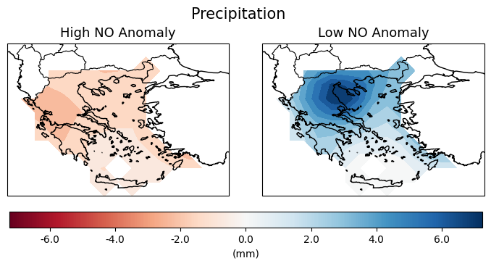 Precipitation
High NO Anomaly
Low NO Anomaly
-6.0 -4.0 -2.0 0.0 2.0 4.0 6.0
(mm)